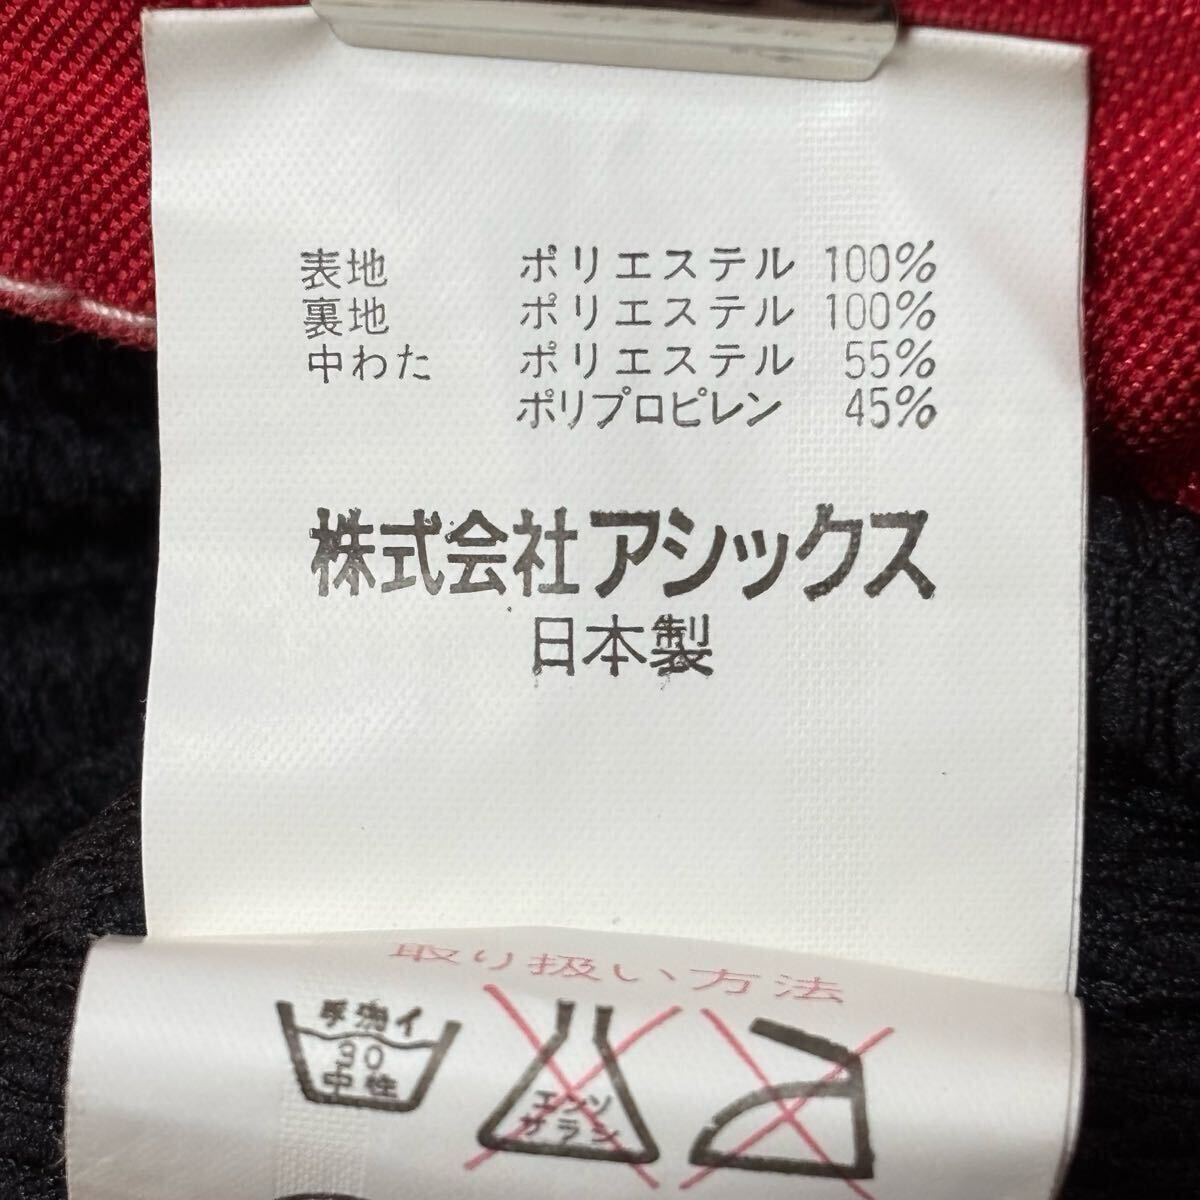 表地 ポリエステル 100%
裏地 ポリエステル 100%
中わた ポリエステル 55%
ポリプロピレン 45%
株式会社アシックス
日本製
取り扱い方法
手洗イ
30
中性
エンソ
サラシ